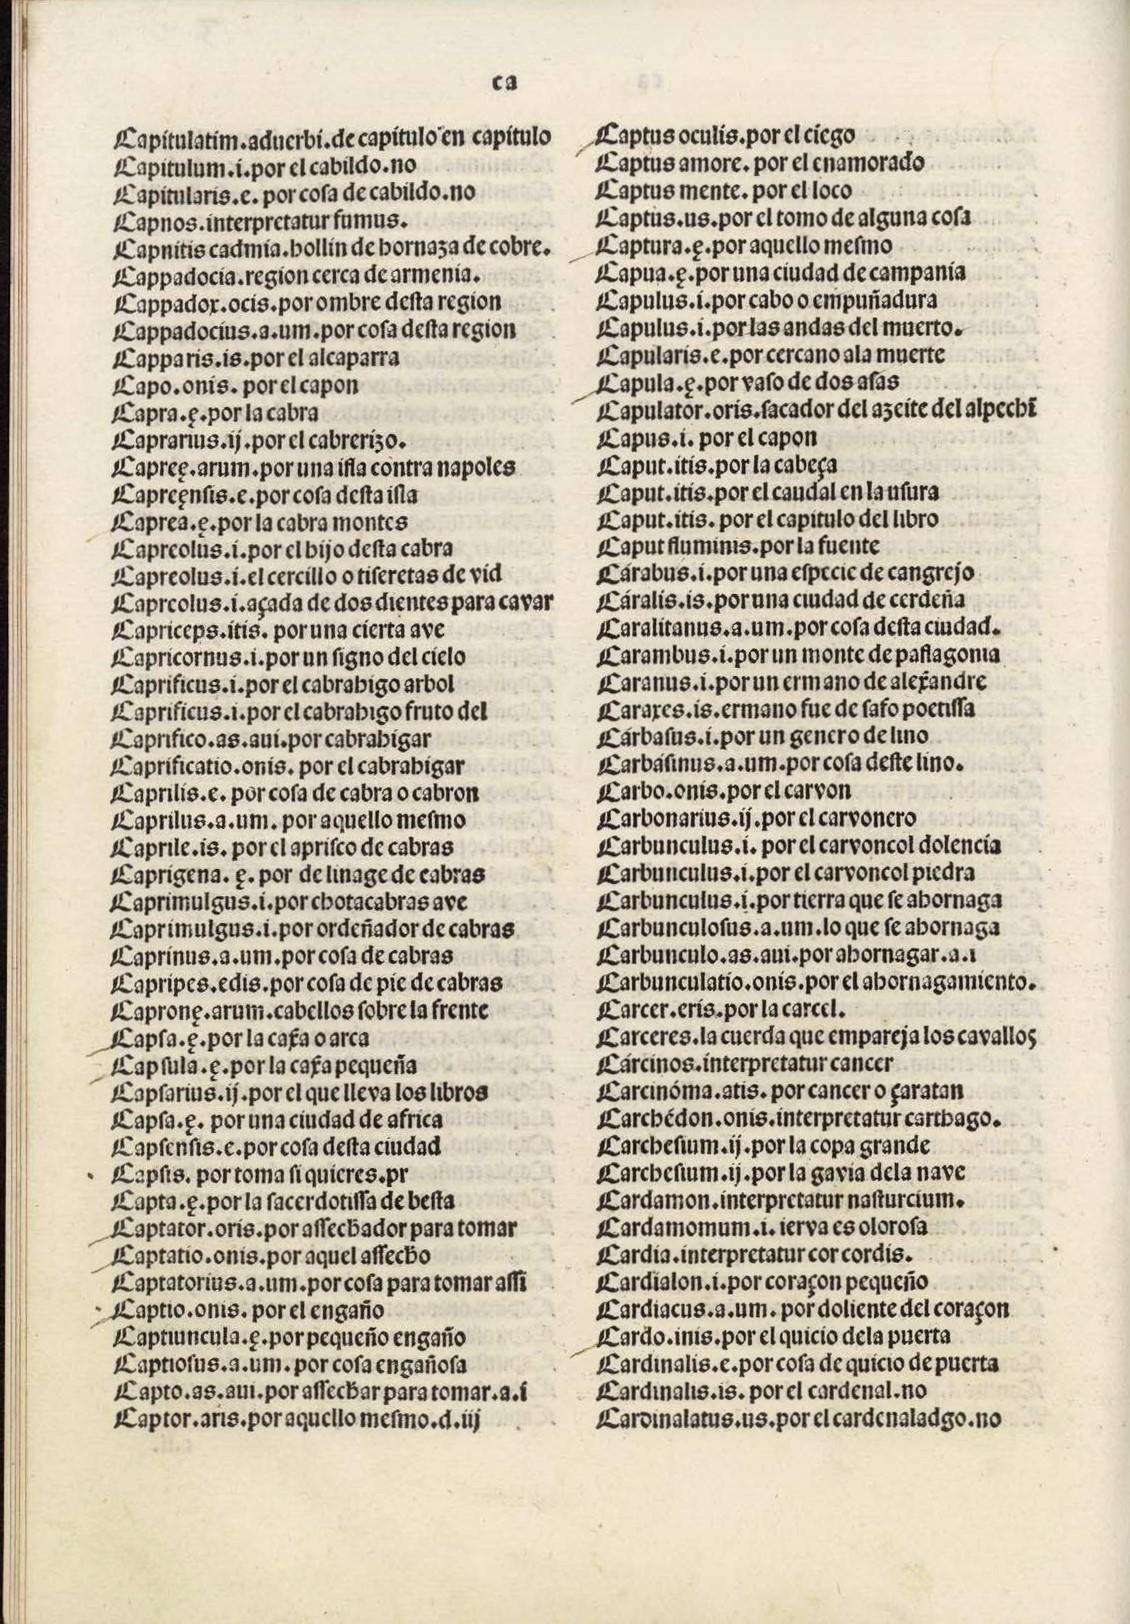 ca
Capitulatim.aduerbi.de capitulo en capitulo
Capitulum.i.por el cabildo.no
Capitularis.e. por cosa de cabildo.no
Capnos.interpretatur fumus.
Capnitis cadmia.hollin de hornaza de cobre.
Cappadocia.region cerca de armenia.
Cappadox.ocis.por ombre desta region
Cappadocius.a.um.por cosa desta region
Capparis.is.por el alcaparra
Capo.onis. por el capon
Capra.ę.por la cabra
Caprarius.ij.por el cabrerizo.
Capreę.arum.por una isla contra napoles
Capreęnsis.e.por cosa desta isla
Caprea.ę.por la cabra montes
Capreolus.i.por el hijo desta cabra
Capreolus.i.el cercillo o tiseretas de vid
Capreolus.i.açada de dos dientes para cavar
Capriceps.itis. por una cierta ave
Capricornus.i.por un signo del cielo
Caprificus.i.por el cabrahigo arbol
Caprificus.i.por el cabrahigo fruto del
Caprifico.as.aui.por cabrahigar
Caprificatio.onis. por el cabrahigar
Caprilis.e. por cosa de cabra o cabron
Caprilus.a.um. por aquello mesmo
Caprile.is. por el aprisco de cabras
Caprigena. ę. por de linage de cabras
Caprimulgus.i.por chotacabras ave
Caprimulgus.i.por ordeñador de cabras
Caprinus.a.um.por cosa de cabras
Capripes.edis.por cosa de pie de cabras
Capronę.arum.cabellos sobre la frente
Capsa.ę.por la cax̃a o arca
Capsula.ę.por la cax̃a pequeña
Capsarius.ij.por el que lleva los libros
Capsa.ę. por una ciudad de africa
Capsensis.e.por cosa desta ciudad
Capsis. por toma si quieres.pr
Capta.ę.por la sacerdotissa de besta
Captator.oris.por assechador para tomar
Captatio.onis.por aquel assecho
Captatorius.a.um.por cosa para tomar assi
Captio.onis. por el engaño
Captiuncula.ę.por pequeño engaño
Captiosus.a.um. por cosa engañosa
Capto.as.aui.por assechar para tomar.a.i
Captor.aris.por aquello mesmo.d.iij
Captus oculis.por el ciego
Captus amore. por el enamorado
Captus mente. por el loco
Captus.us.por el tomo de alguna cosa
Captura.ę.por aquello mesmo
Capua.ę.por una ciudad de campania
Capulus.i.por cabo o empuñadura
Capulus.i.por las andas del muerto.
Capularis.e.por cercano ala muerte
Capula.ę.por vaso de dos asas
Capulator.oris.sacador del azeite del alpechĩ
Capus.i. por el capon
Caput.itis.por la cabeça
Caput.itis.por el caudal en la usura
Caput.itis. por el capitulo del libro
Caput fluminis.por la fuente
Cárabus.i.por una especie de cangrejo
Cáralis.is.por una ciudad de cerdeña
Caralitanus.a.um.por cosa desta ciudad.
Carambus.i.por un monte de paflagonia
Caranus.i.por un ermano de alex̃andre
Caraxes.is.ermano fue de safo poetissa
Cárbasus.i.por un genero de lino
Carbásinus.a.um.por cosa deste lino.
Carbo.onis.por el carvon
Carbonarius.ij.por el carvonero
Carbunculus.i. por el carvoncol dolencia
Carbunculus.i.por el carvoncol piedra
Carbunculus.i.por tierra que se ahornaga
Carbunculosus.a.um.lo que se ahornaga
Carbunculo.as.aui.por ahornagar.a.i
Carbunculatio.onis.por el ahornagamiento.
Carcer.eris.por la carcel.
Carceres.la cuerda que empareja los cavallos
Cárcinos.interpretatur cancer
Carcinóma.atis. por cancer o çaratan
Carchédon.onis.interpretatur carthago.
Carchesium.ij.por la copa grande
Carchesium.ij.por la gavia dela nave
Cardamon.interpretatur nasturcium.
Cardamomum.i. ierva es olorosa
Cardia.interpretatur cor cordis.
Cardialon.i.por coraçon pequeño
Cardiacus.a.um. por doliente del coraçon
Cardo.inis.por el quicio dela puerta
Cardinalis.e.por cosa de quicio de puerta
Cardinalis.is. por el cardenal.no
Cardinalatus.us.por el cardenaladgo.no